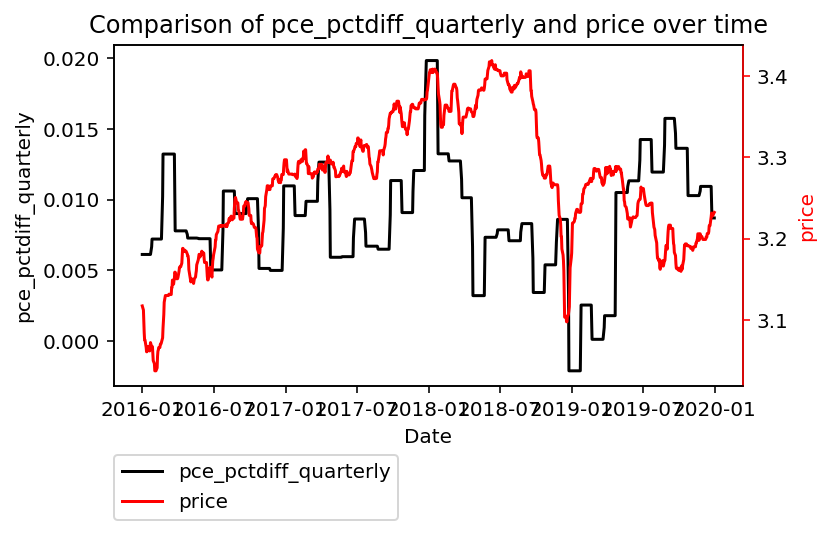 Comparison of pce_pctdiff_quarterly and price over time
pce_pctdiff_quarterly
0.020
0.015
0.010
0.005
0.000
3.4
3.3
3.2
3.1
price
2016-01 2016-07 2017-01 2017-07 2018-01 2018-07 2019-01 2019-07 2020-01
Date
pce_pctdiff_quarterly
price